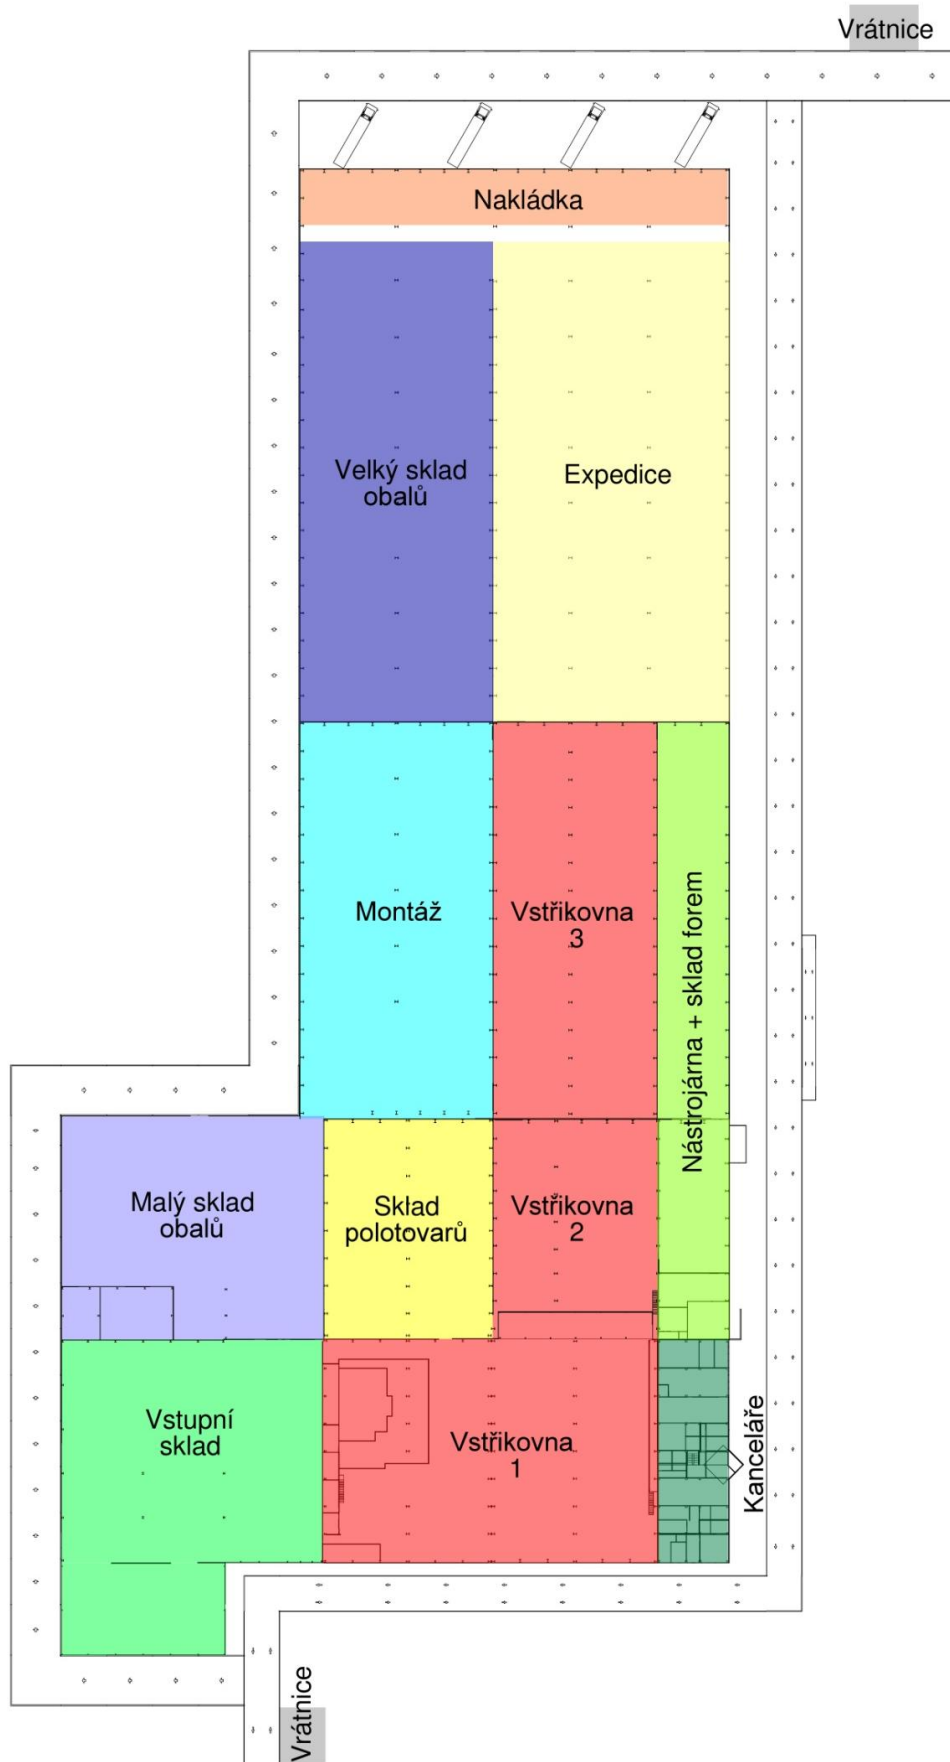 Vrátnice
Nakládka
Velký sklad
obalů
Expedice
Montáž
Vstřikovna
3
Nástrojárna + sklad forem
Malý sklad
obalů
Sklad
polotovarů
Vstřikovna
2
Vstupní
sklad
Vstřikovna
1
Kanceláře
Vrátnice